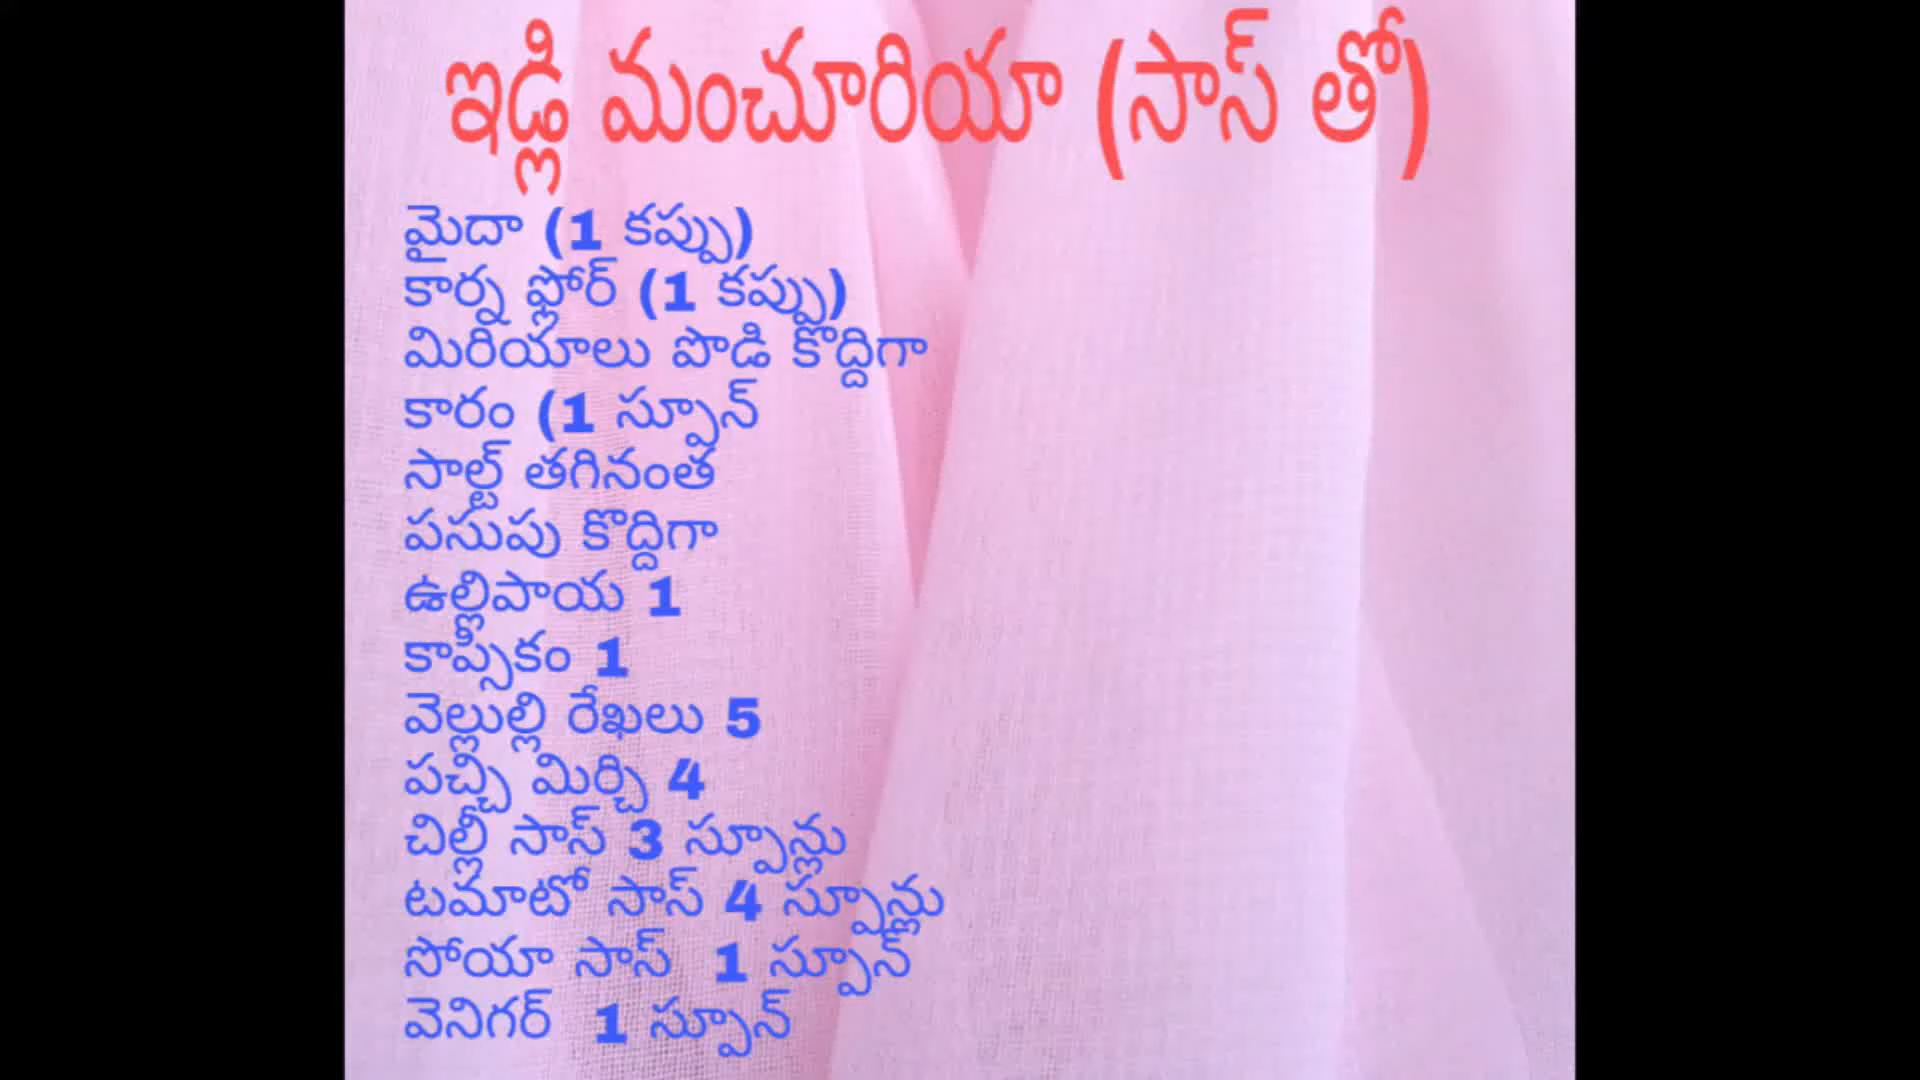 ఇడ్లి మంచూరియా (సాస్ తో)
మైదా (1 కప్పు)
కార్న ఫ్లోర్ (1 కప్పు)
మిరియాలు పొడి కొద్దిగా
కారం (1 స్పూన్
సాల్ట్ తగినంత
పసుపు కొద్దిగా
ఉల్లిపాయ 1
కాప్సికం 1
వెల్లుల్లి రేఖలు 5
పచ్చి మిర్చి 4
చిల్లీ సాస్ 3 స్పూన్లు
టమాటో సాస్ 4 స్పూన్లు
సోయా సాస్ 1 స్పూన్
వెనిగర్ 1 స్పూన్